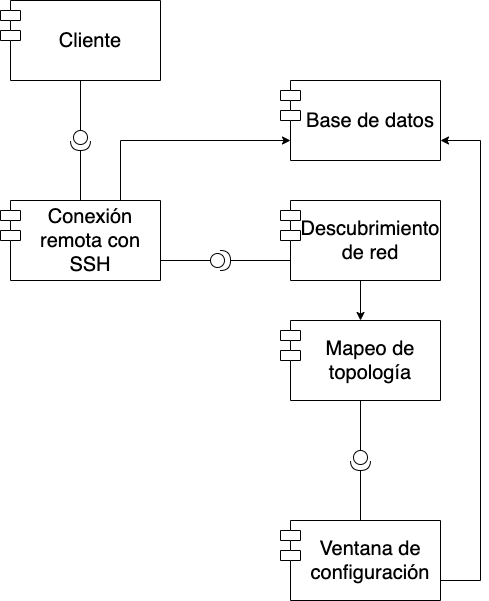 Cliente
Base de datos
Conexión
remota con
SSH
Descubrimiento
de red
Mapeo de
topología
Ventana de
configuración